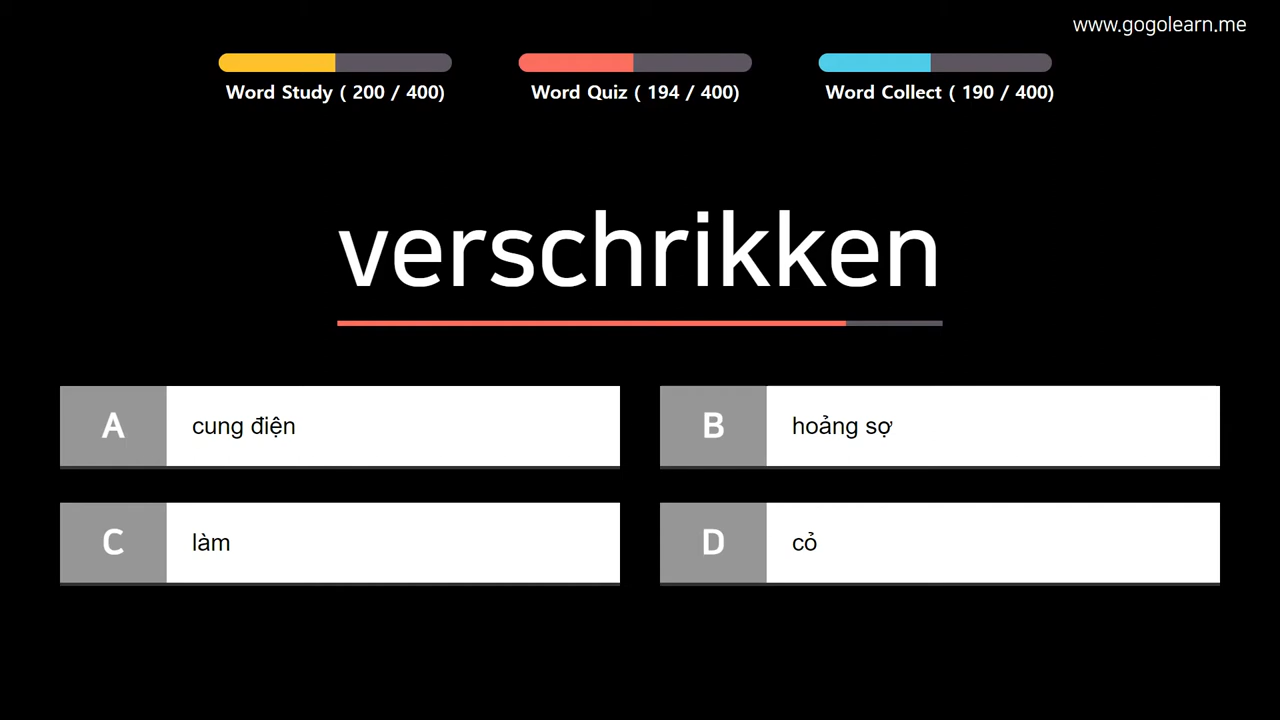 www.gogolearn.me
Word Study ( 200 / 400)
Word Quiz ( 194 / 400)
Word Collect ( 190 / 400)
verschrikken
A
cung điện
B
hoảng sợ
C
làm
D
cỏ